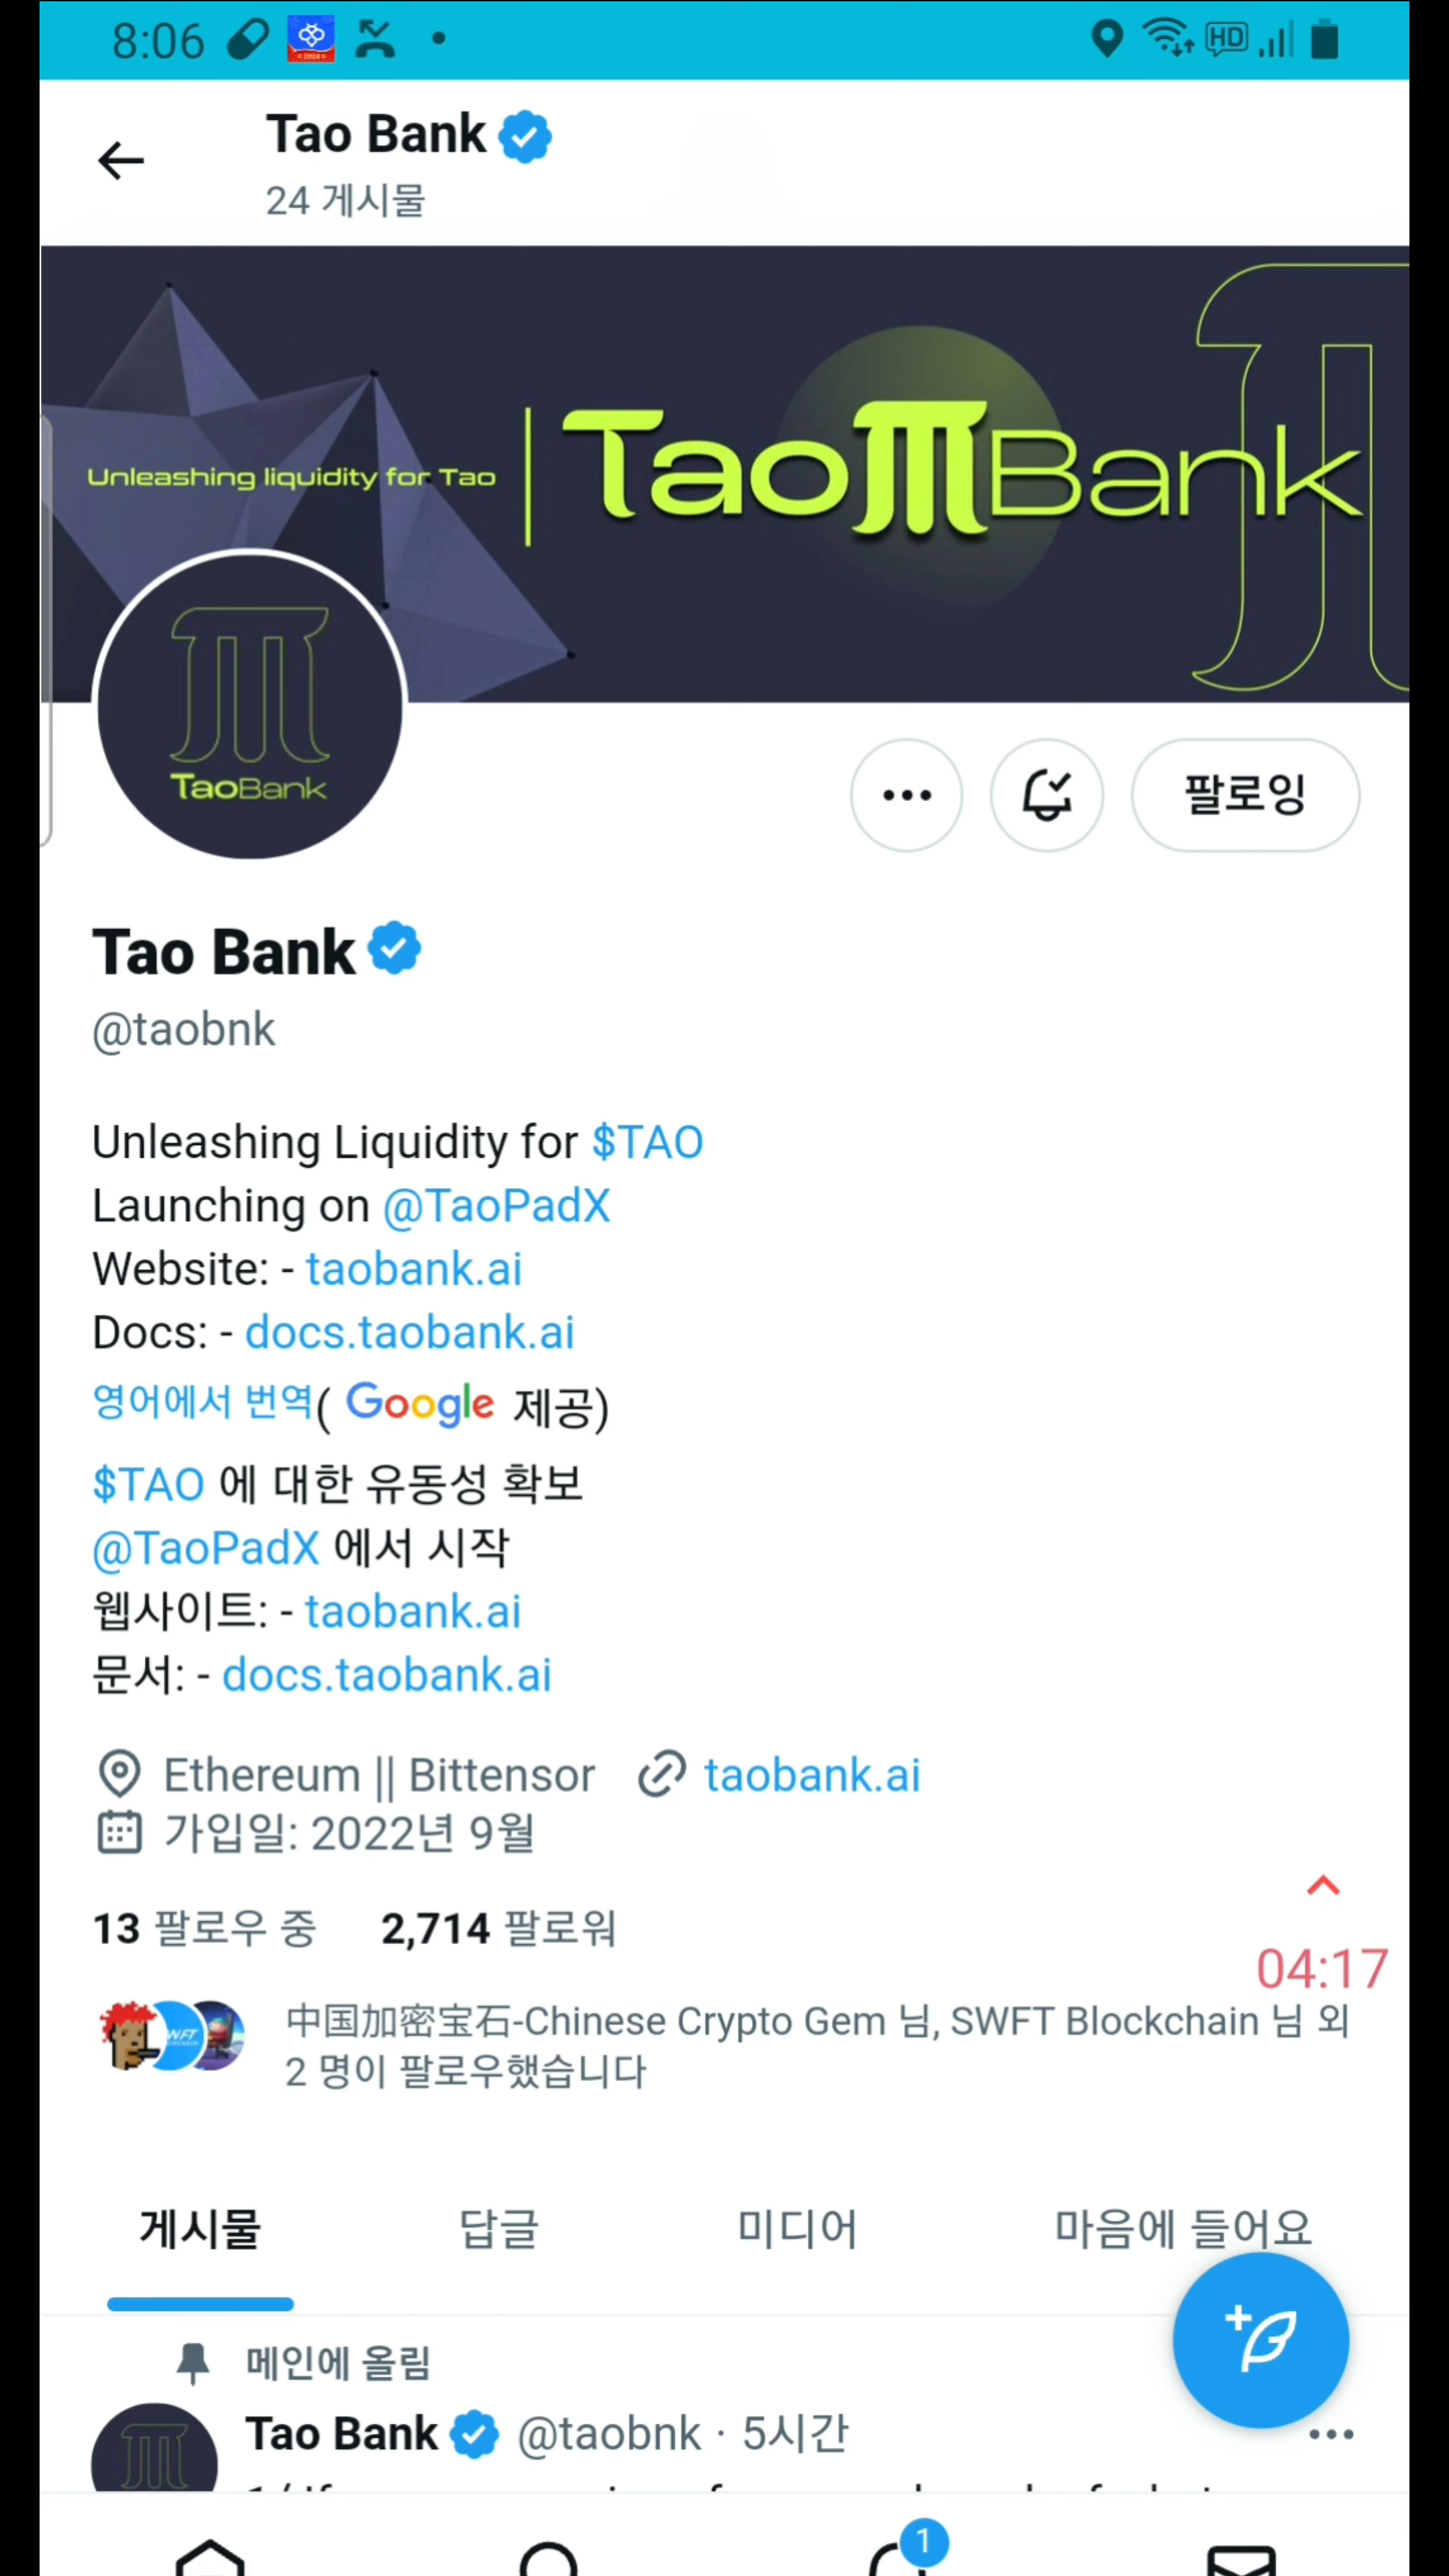 8:06
HD
Tao Bank
24 게시물
Unleashing liquidity for Tao
Tao Bank
TaoBank
팔로잉
Tao Bank
@taobnk
Unleashing Liquidity for $TAO
Launching on @TaoPadX
Website: - taobank.ai
Docs: - docs.taobank.ai
영어에서 번역( Google 제공)
$TAO 에 대한 유동성 확보
@TaoPadX 에서 시작
웹사이트: - taobank.ai
문서: - docs.taobank.ai
Ethereum || Bittensor taobank.ai
가입일: 2022년 9월
13 팔로우 중 2,714 팔로워
04:17
中国加密宝石-Chinese Crypto Gem 님, SWFT Blockchain 님 외
2 명이 팔로우했습니다
게시물 답글 미디어 마음에 들어요
메인에 올림
Tao Bank @taobnk · 5시간
1